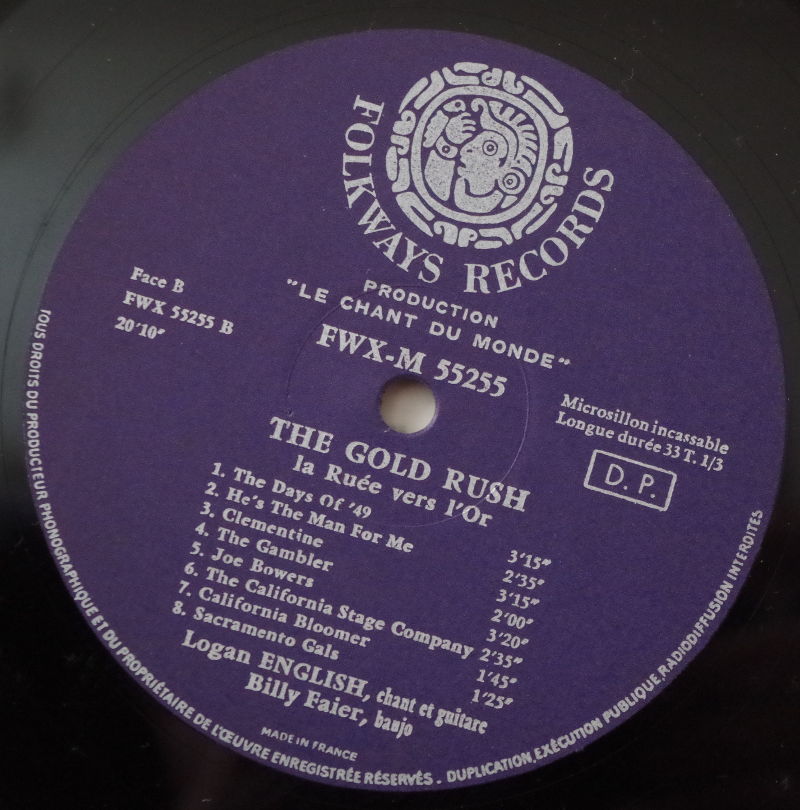 FOLKWAYS RECORDS
PRODUCTION
"LE CHANT DU MONDE"
FWX-M 55255
Face B
FWX 55255 B
20'10"
Microsillon incassable
Longue durée 33 T. 1/3
D. P.
THE GOLD RUSH
la Ruée vers l'Or
1. The Days Of '49 3'15"
2. He's The Man For Me 2'35"
3. Clementine 3'15"
4. The Gambler 2'00"
5. Joe Bowers 3'20"
6. The California Stage Company 2'35"
7. California Bloomer 1'45"
8. Sacramento Gals 1'25"
Logan ENGLISH, chant et guitare
Billy Faier, banjo
MADE IN FRANCE
TOUS DROITS DU PRODUCTEUR PHONOGRAPHIQUE ET DU PROPRIÉTAIRE DE L'ŒUVRE ENREGISTRÉE RÉSERVÉS - DUPLICATION, EXÉCUTION PUBLIQUE, RADIODIFFUSION INTERDITES